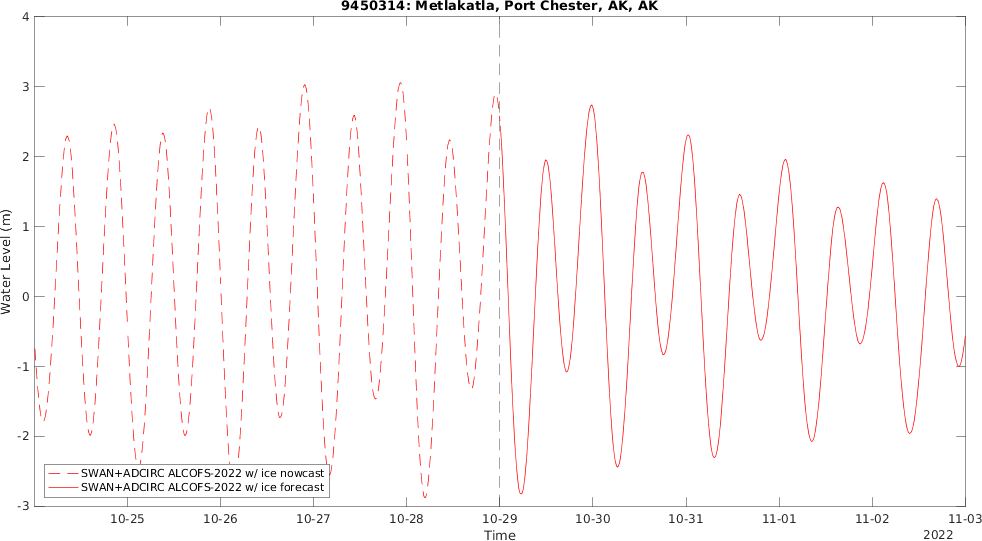 9450314: Metlakatla, Port Chester, AK, AK
4
3
2
1
0
-1
-2
-3
Water Level (m)
SWAN+ADCIRC ALCOFS-2022 w/ ice nowcast
SWAN+ADCIRC ALCOFS-2022 w/ ice forecast
10-25 10-26 10-27 10-28 10-29 10-30 10-31 11-01 11-02 11-03
Time
2022